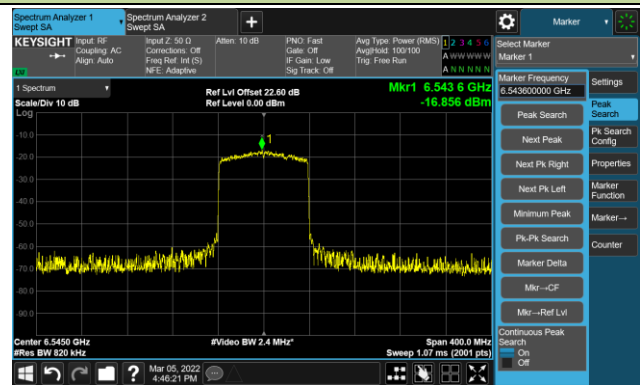 Spectrum Analyzer 1
Swept SA
Spectrum Analyzer 2
Swept SA
+
Marker
KEYSIGHT
Input: RF
Coupling: AC
Align: Auto
Input Z: 50 Ω
Corrections: Off
Freq Ref: Int (S)
NFE: Adaptive
Atten: 10 dB
PNO: Fast
Gate: Off
IF Gain: Low
Sig Track: Off
Avg Type: Power (RMS)
Avg|Hold: 100/100
Trig: Free Run
1 2 3 4 5 6
A W W W W W
A N N N N N
Select Marker
Marker 1
LXI
1 Spectrum
Scale/Div 10 dB
Log
Ref Lvl Offset 22.60 dB
Ref Level 0.00 dBm
Mkr1 6.543 6 GHz
-16.856 dBm
1
-10.0
-20.0
-30.0
-40.0
-50.0
-60.0
-70.0
-80.0
-90.0
Center 6.5450 GHz
#Res BW 820 kHz
#Video BW 2.4 MHz*
Span 400.0 MHz
Sweep 1.07 ms (2001 pts)
Marker Frequency
6.543600000 GHz
Peak Search
Next Peak
Next Pk Right
Next Pk Left
Minimum Peak
Pk-Pk Search
Marker Delta
Mkr→CF
Mkr→Ref Lvl
Continuous Peak
Search
On
Off
Settings
Peak
Search
Pk Search
Config
Properties
Marker
Function
Marker→
Counter
?
Mar 05, 2022
4:46:21 PM